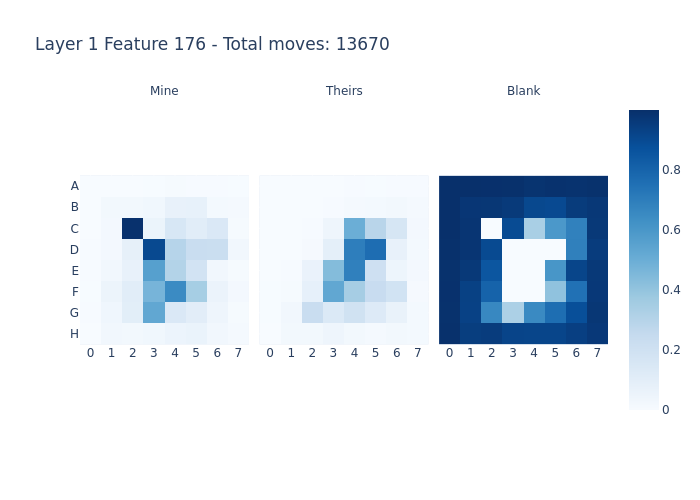 Layer 1 Feature 176 - Total moves: 13670
Mine
Theirs
Blank
A
B
C
D
E
F
G
H
0 1 2 3 4 5 6 7
0 1 2 3 4 5 6 7
0 1 2 3 4 5 6 7
0.8
0.6
0.4
0.2
0